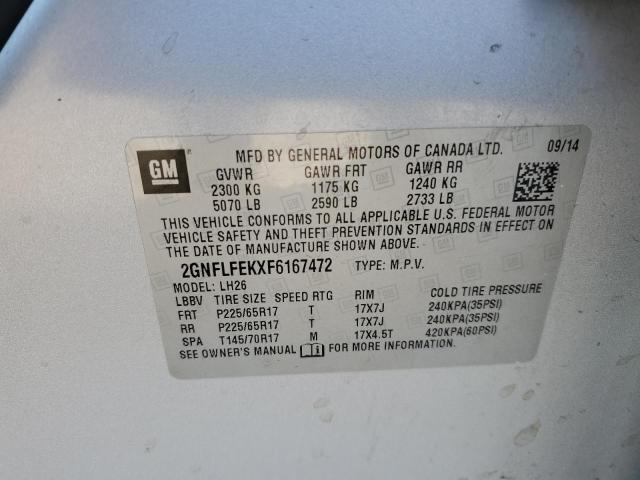 GM
MFD BY GENERAL MOTORS OF CANADA LTD. 09/14
GVWR GAWR FRT GAWR RR
2300 KG 1175 KG 1240 KG
5070 LB 2590 LB 2733 LB
THIS VEHICLE CONFORMS TO ALL APPLICABLE U.S. FEDERAL MOTOR
VEHICLE SAFETY AND THEFT PREVENTION STANDARDS IN EFFECT ON
THE DATE OF MANUFACTURE SHOWN ABOVE.
2GNFLFEKXF6167472 TYPE: M.P.V.
MODEL: LH26
LBBV TIRE SIZE SPEED RTG RIM COLD TIRE PRESSURE
FRT P225/65R17 T 17X7J 240KPA(35PSI)
RR P225/65R17 T 17X7J 240KPA(35PSI)
SPA T145/70R17 M 17X4.5T 420KPA(60PSI)
SEE OWNER'S MANUAL FOR MORE INFORMATION.